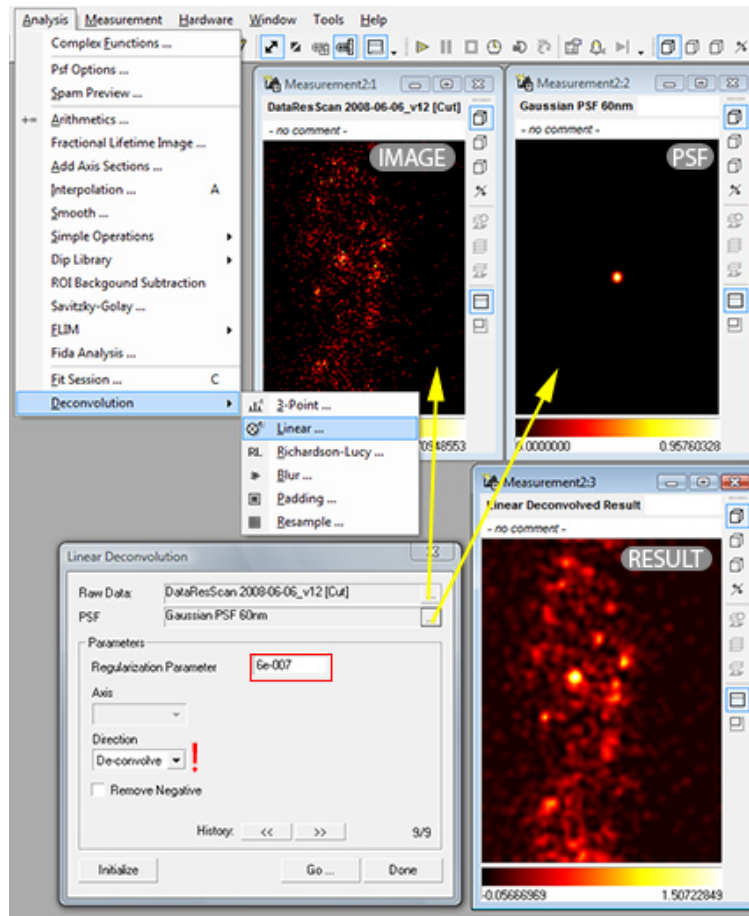 Analysis Measurement Hardware Window Tools Help
Complex Functions ...
Psf Options ...
Spam Preview ...
+= Arithmetics ...
Fractional Lifetime Image ...
Add Axis Sections ...
Interpolation ... A
Smooth ...
Simple Operations
Dip Library
ROI Backgound Subtraction
Savitzky-Golay ...
FLIM
Fida Analysis ...
Fit Session ... C
Deconvolution
3-Point ...
Linear ...
RL Richardson-Lucy ...
Blur ...
Padding ...
Resample ...
Measurement2:1
DataResScan 2008-06-06_v12 [Cut]
- no comment -
IMAGE
Measurement2:2
Gaussian PSF 60nm
- no comment -
PSF
0.0000000 0.95760328
Measurement2:3
Linear Deconvolved Result
- no comment -
RESULT
-0.05666969 1.50722849
Linear Deconvolution
Raw Data: DataResScan 2008-06-06_v12 [Cut] ...
PSF Gaussian PSF 60nm ...
Parameters
Regularization Parameter 6e-007
Axis
Direction
De-convolve !
Remove Negative
History: << >> 9/9
Initialize Go ... Done